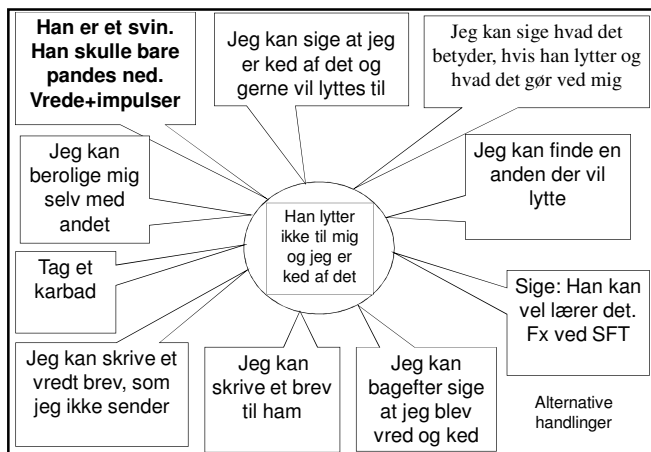 Han er et svin.
Han skulle bare
pandes ned.
Vrede+impulser
Jeg kan sige at jeg
er ked af det og
gerne vil lyttes til
Jeg kan sige hvad det
betyder, hvis han lytter og
hvad det gør ved mig
Jeg kan
berolige mig
selv med
andet
Han lytter
ikke til mig
og jeg er
ked af det
Jeg kan finde en
anden der vil
lytte
Tag et
karbad
Sige: Han kan
vel lærer det.
Fx ved SFT
Jeg kan skrive et
vredt brev, som
jeg ikke sender
Jeg kan
skrive et brev
til ham
Jeg kan
bagefter sige
at jeg blev
vred og ked
Alternative
handlinger